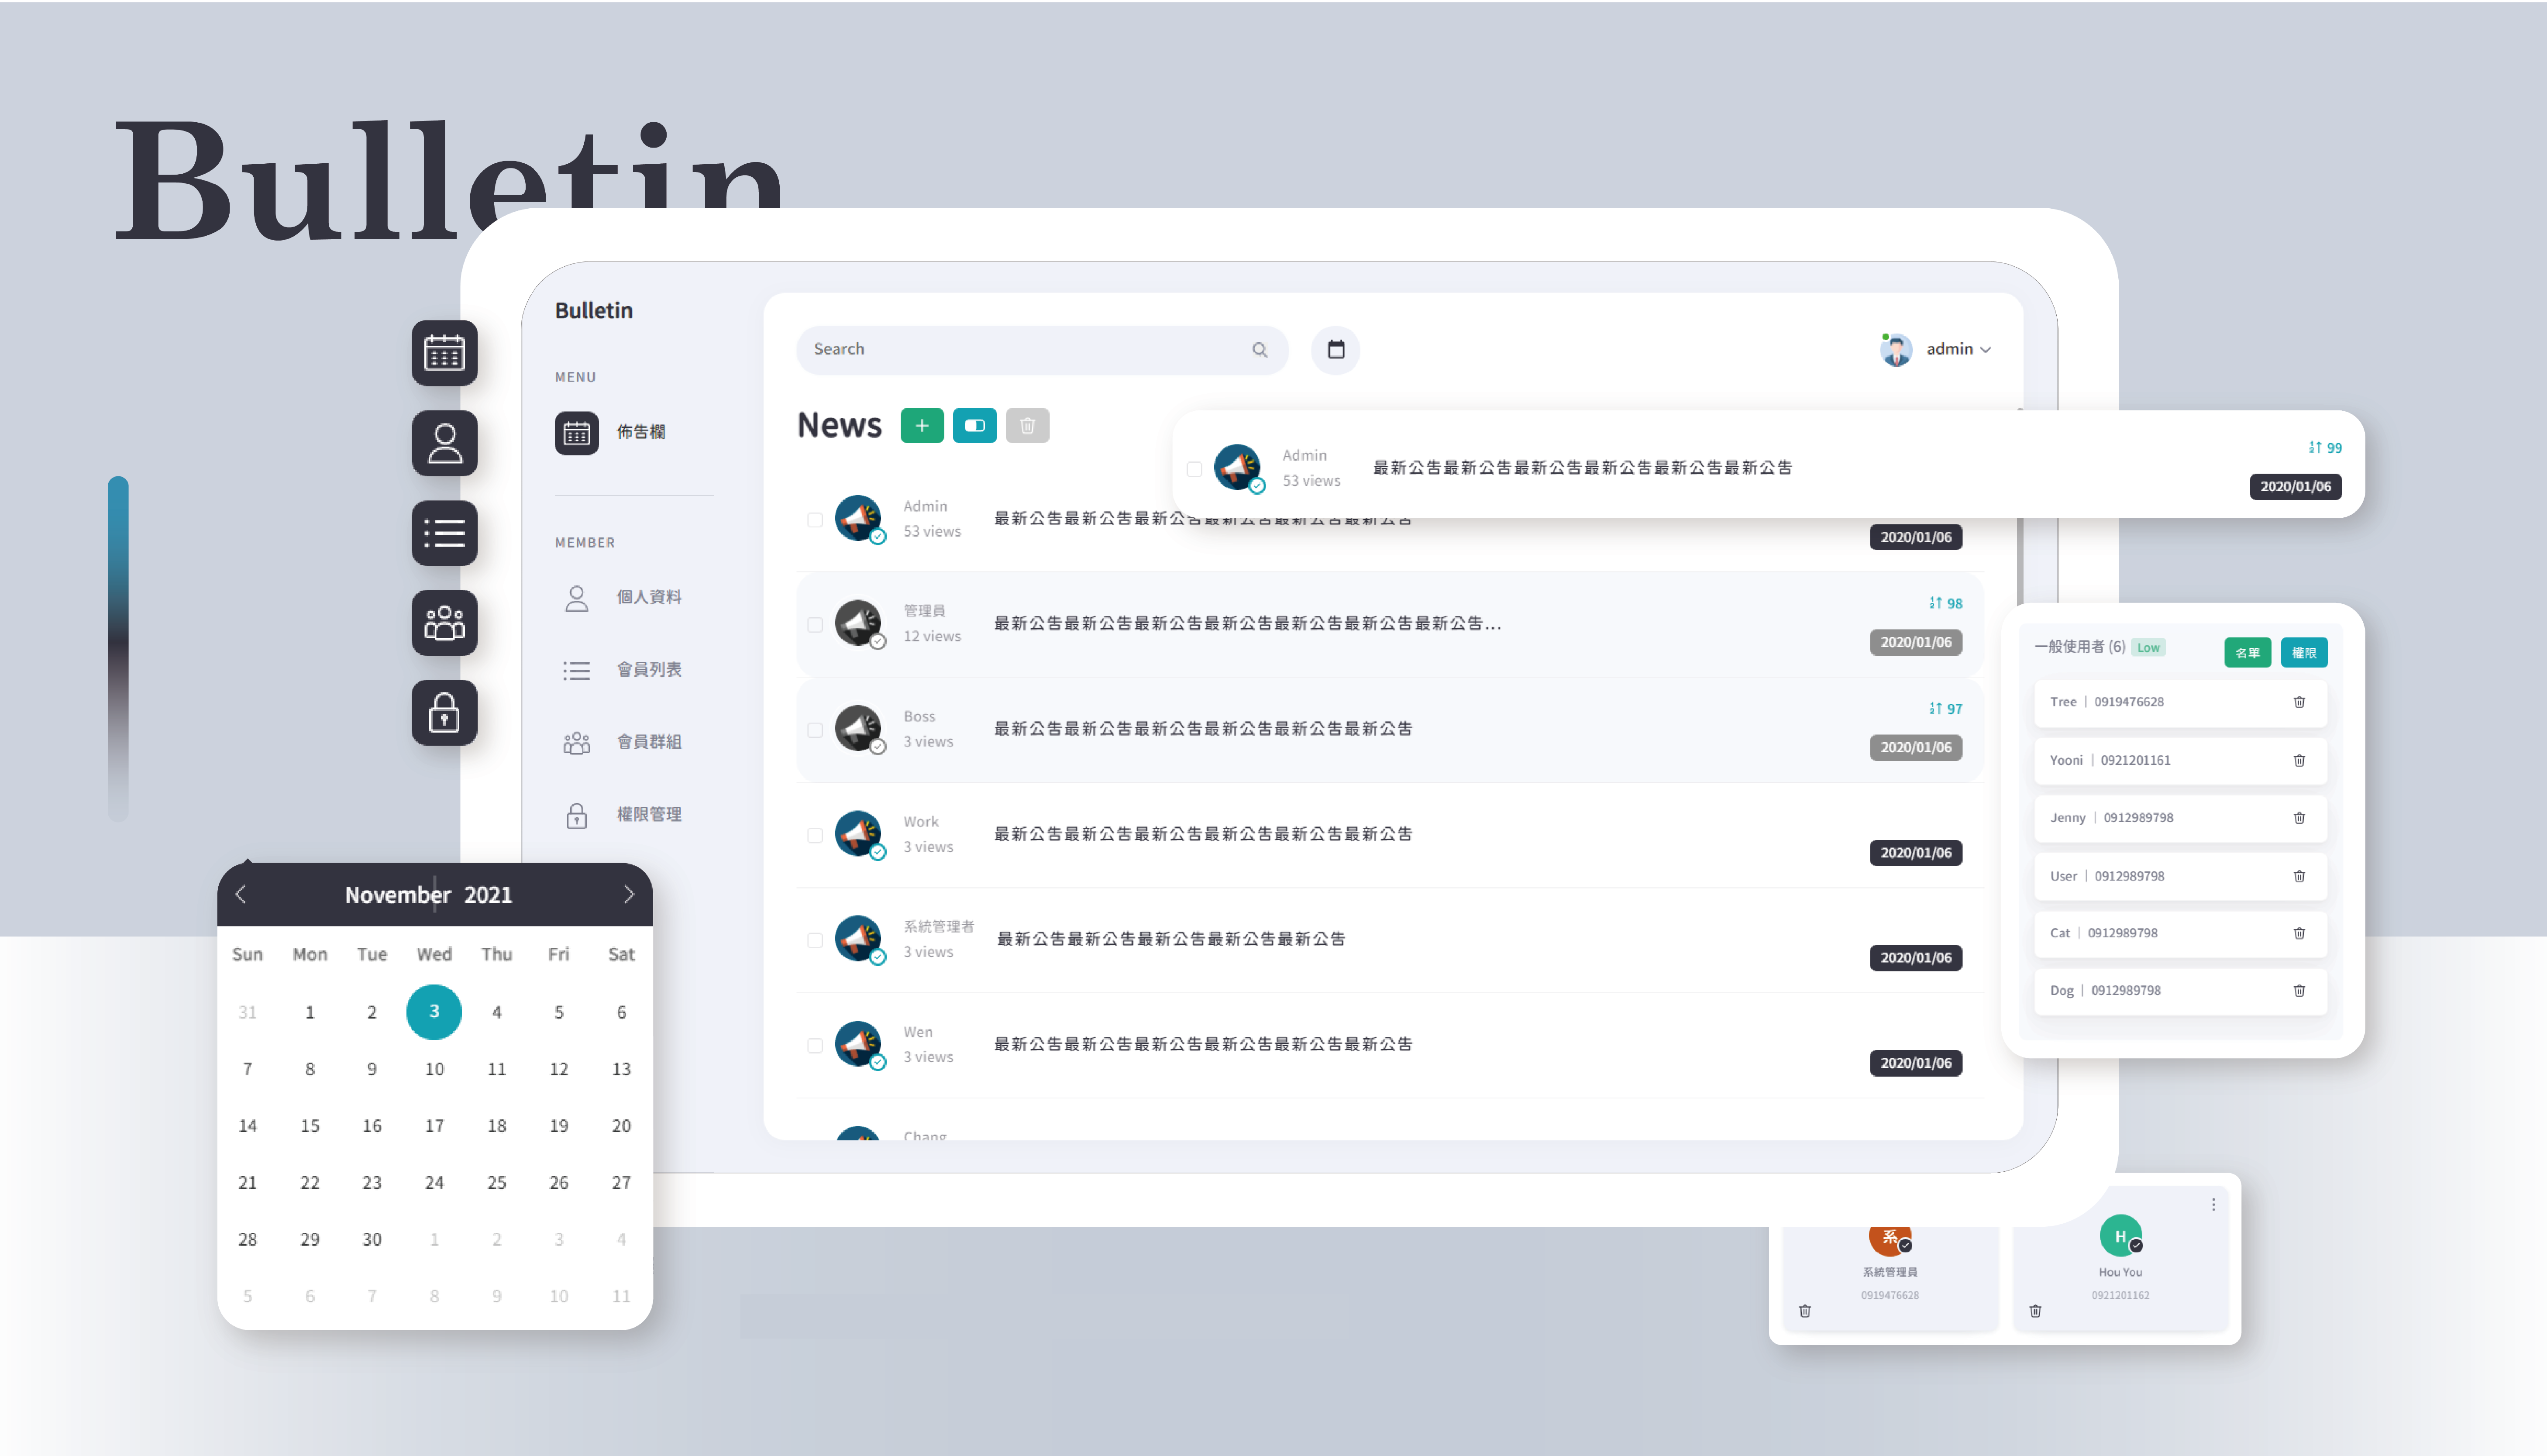 Bulletin
Bulletin
MENU
佈告欄
MEMBER
個人資料
會員列表
會員群組
權限管理
Search
admin
News
Admin
53 views
最新公告最新公告最新公告最新公告最新公告最新公告
99
2020/01/06
Admin
53 views
最新公告最新公告最新公告最新公告最新公告最新公告
2020/01/06
管理員
12 views
最新公告最新公告最新公告最新公告最新公告最新公告最新公告...
98
2020/01/06
Boss
3 views
最新公告最新公告最新公告最新公告最新公告最新公告
97
2020/01/06
Work
3 views
最新公告最新公告最新公告最新公告最新公告最新公告
2020/01/06
系統管理者
3 views
最新公告最新公告最新公告最新公告最新公告
2020/01/06
Wen
3 views
最新公告最新公告最新公告最新公告最新公告最新公告
2020/01/06
Chang
一般使用者 (6) Low 名單 權限
Tree | 0919476628
Yooni | 0921201161
Jenny | 0912989798
User | 0912989798
Cat | 0912989798
Dog | 0912989798
November 2021
Sun Mon Tue Wed Thu Fri Sat
31 1 2 3 4 5 6
7 8 9 10 11 12 13
14 15 16 17 18 19 20
21 22 23 24 25 26 27
28 29 30 1 2 3 4
5 6 7 8 9 10 11
系
系統管理員
0919476628
H
Hou You
0921201162